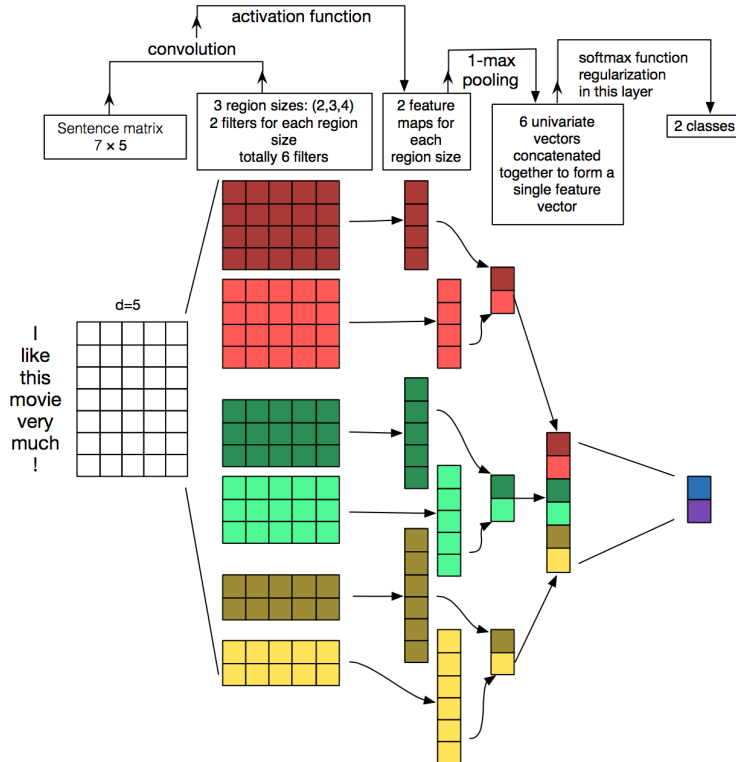 activation function
convolution
1-max
pooling
softmax function
regularization
in this layer
Sentence matrix
7 × 5
3 region sizes: (2,3,4)
2 filters for each region
size
totally 6 filters
2 feature
maps for
each
region size
6 univariate
vectors
concatenated
together to form a
single feature
vector
2 classes
d=5
I
like
this
movie
very
much
!